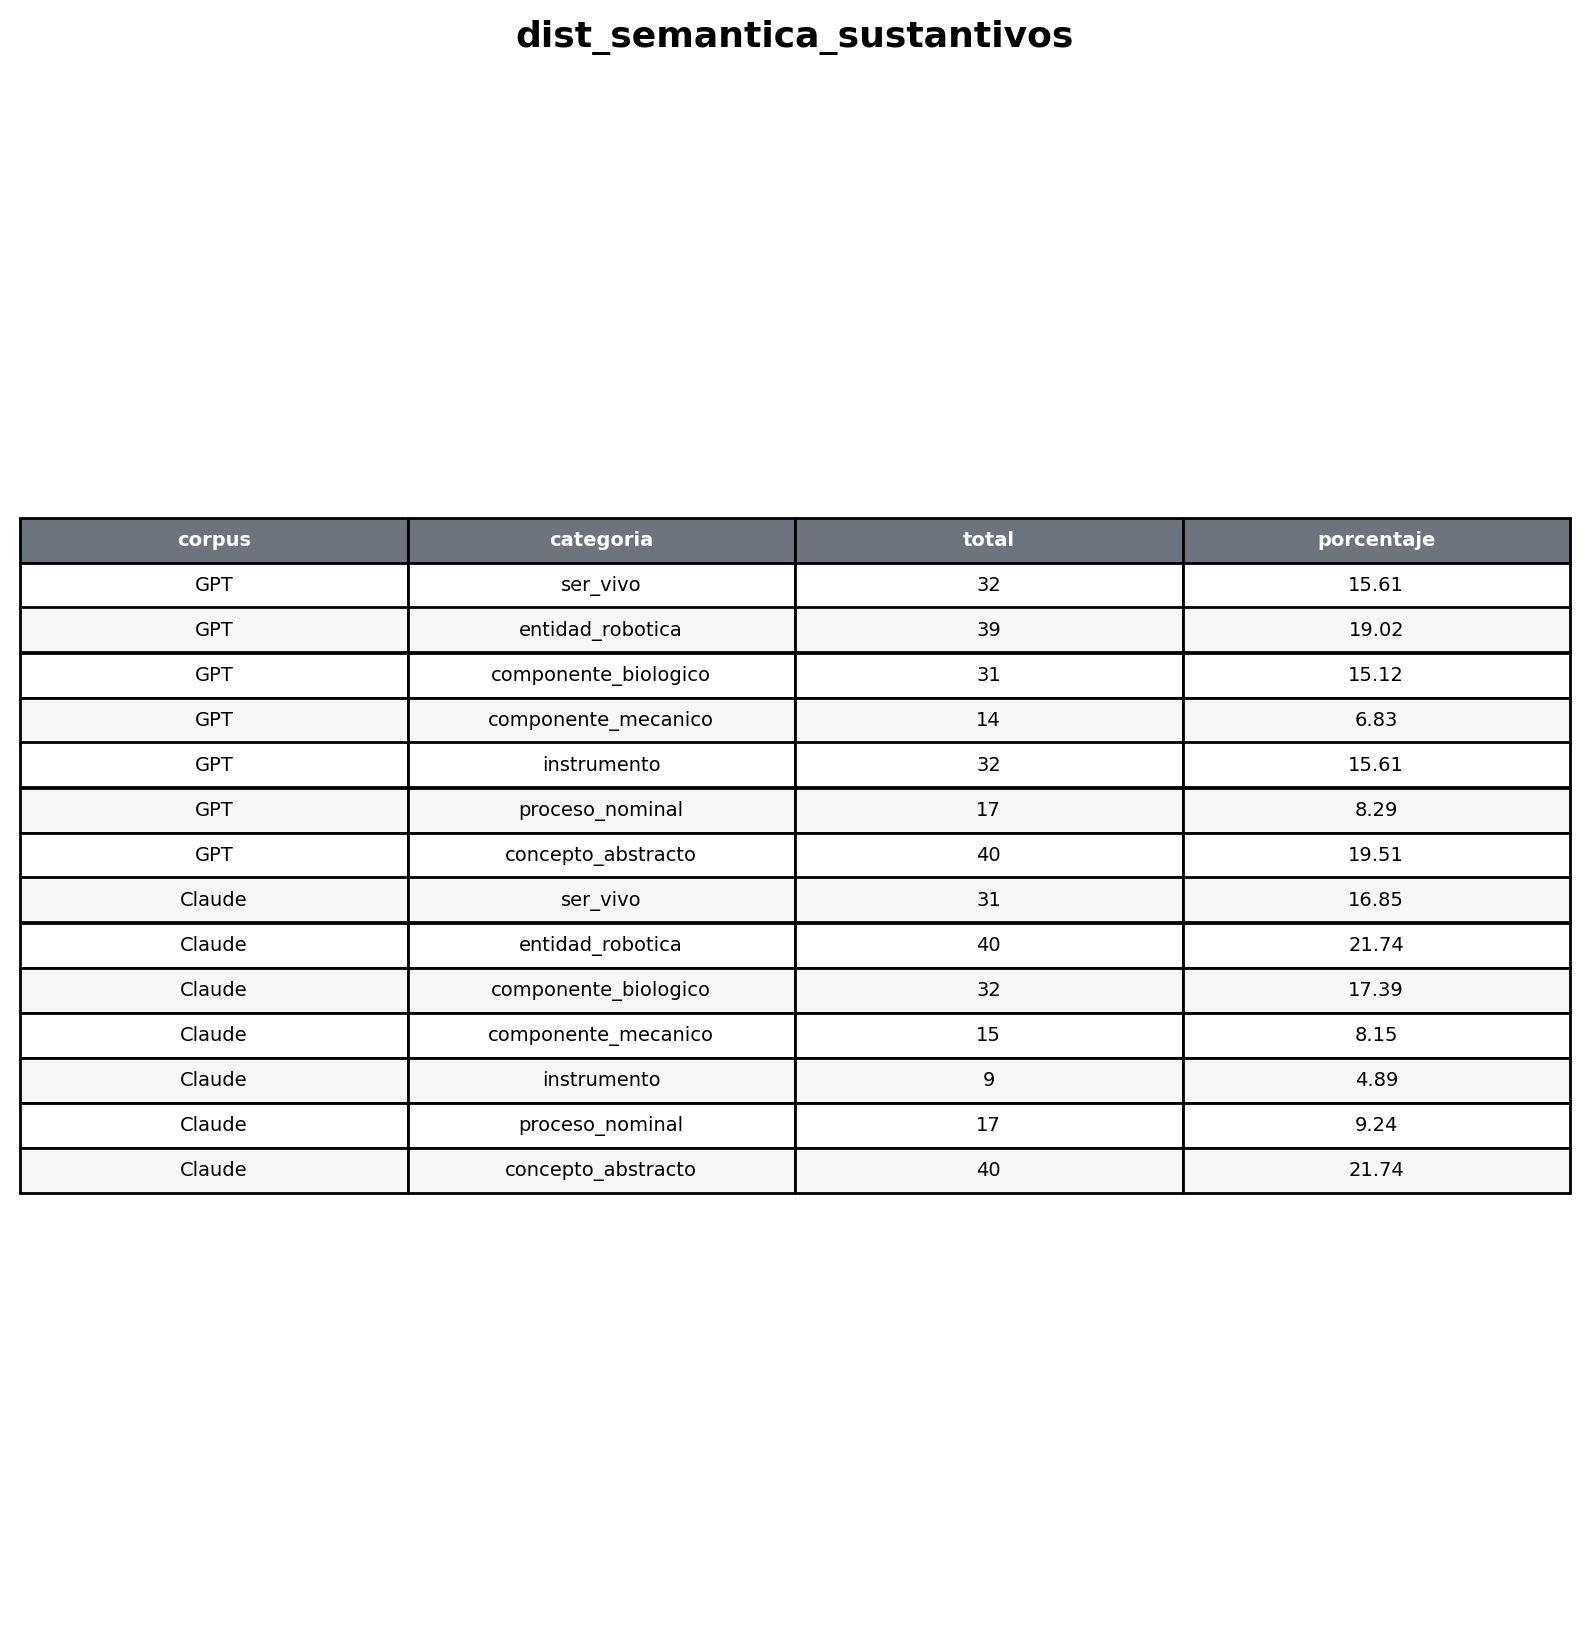 dist_semantica_sustantivos
corpus categoria total porcentaje
GPT ser_vivo 32 15.61
GPT entidad_robotica 39 19.02
GPT componente_biologico 31 15.12
GPT componente_mecanico 14 6.83
GPT instrumento 32 15.61
GPT proceso_nominal 17 8.29
GPT concepto_abstracto 40 19.51
Claude ser_vivo 31 16.85
Claude entidad_robotica 40 21.74
Claude componente_biologico 32 17.39
Claude componente_mecanico 15 8.15
Claude instrumento 9 4.89
Claude proceso_nominal 17 9.24
Claude concepto_abstracto 40 21.74